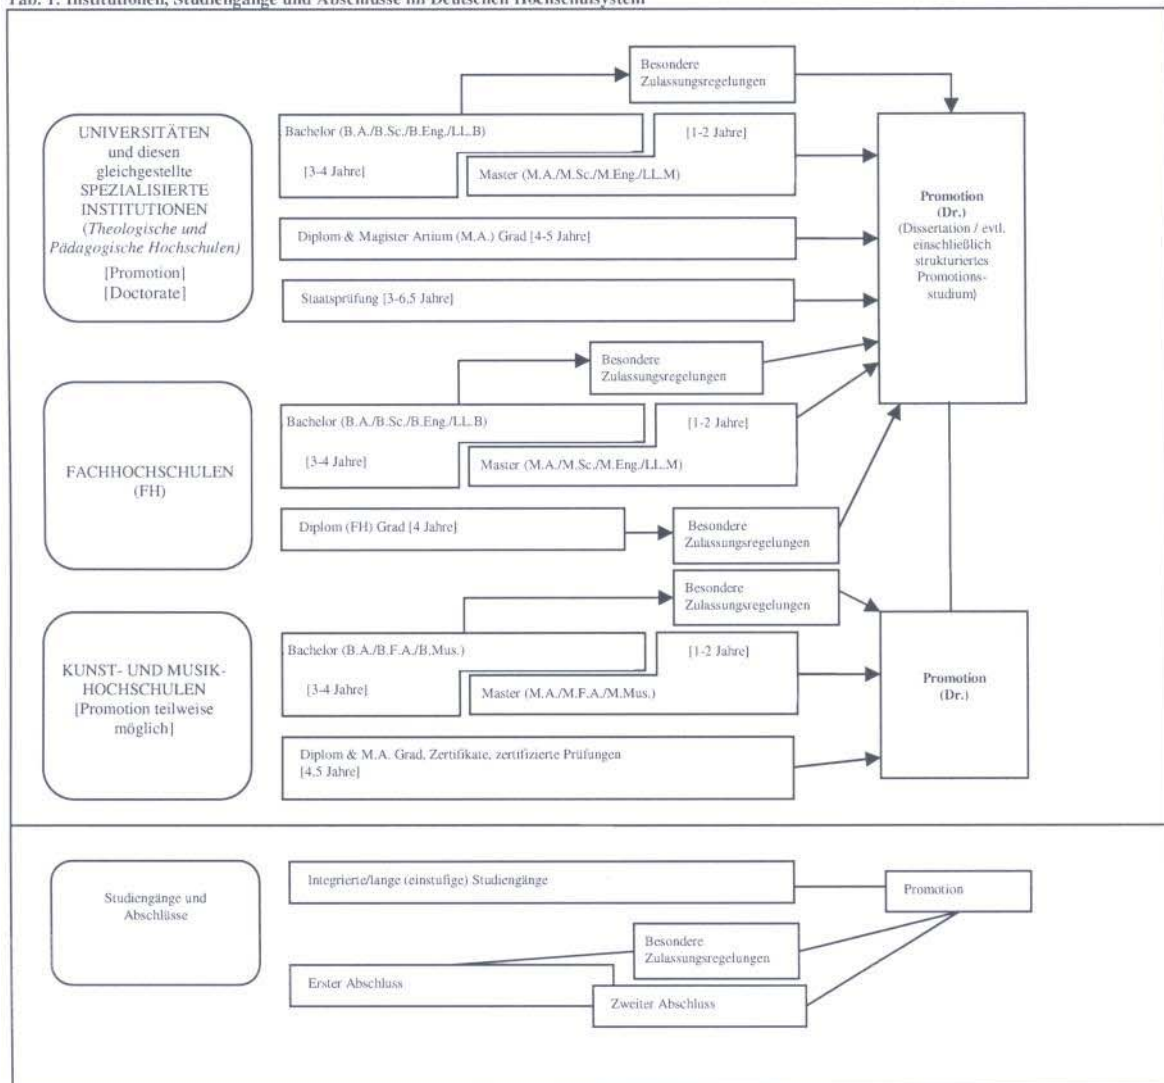 Tab. 1: Institutionen, Studiengänge und Abschlüsse im Deutschen Hochschulsystem
Besondere
Zulassungsregelungen
UNIVERSITÄTEN
und diesen
gleichgestellte
SPEZIALISIERTE
INSTITUTIONEN
(Theologische und
Pädagogische Hochschulen)
[Promotion]
[Doctorate]
Bachelor (B.A./B.Sc./B.Eng./LL.B)
[3-4 Jahre]
[1-2 Jahre]
Master (M.A./M.Sc./M.Eng./LL.M)
Diplom & Magister Artium (M.A.) Grad [4-5 Jahre]
Staatsprüfung [3-6,5 Jahre]
Promotion
(Dr.)
(Dissertation / evtl.
einschließlich
strukturiertes
Promotions-
studium)
FACHHOCHSCHULEN
(FH)
Besondere
Zulassungsregelungen
Bachelor (B.A./B.Sc./B.Eng./LL.B)
[3-4 Jahre]
[1-2 Jahre]
Master (M.A./M.Sc./M.Eng./LL.M)
Diplom (FH) Grad [4 Jahre]
Besondere
Zulassungsregelungen
KUNST- UND MUSIK-
HOCHSCHULEN
[Promotion teilweise
möglich]
Besondere
Zulassungsregelungen
Bachelor (B.A./B.F.A./B.Mus.)
[3-4 Jahre]
[1-2 Jahre]
Master (M.A./M.F.A./M.Mus.)
Diplom & M.A. Grad, Zertifikate, zertifizierte Prüfungen
[4.5 Jahre]
Promotion
(Dr.)
Studiengänge und
Abschlüsse
Integrierte/lange (einstufige) Studiengänge
Promotion
Besondere
Zulassungsregelungen
Erster Abschluss
Zweiter Abschluss